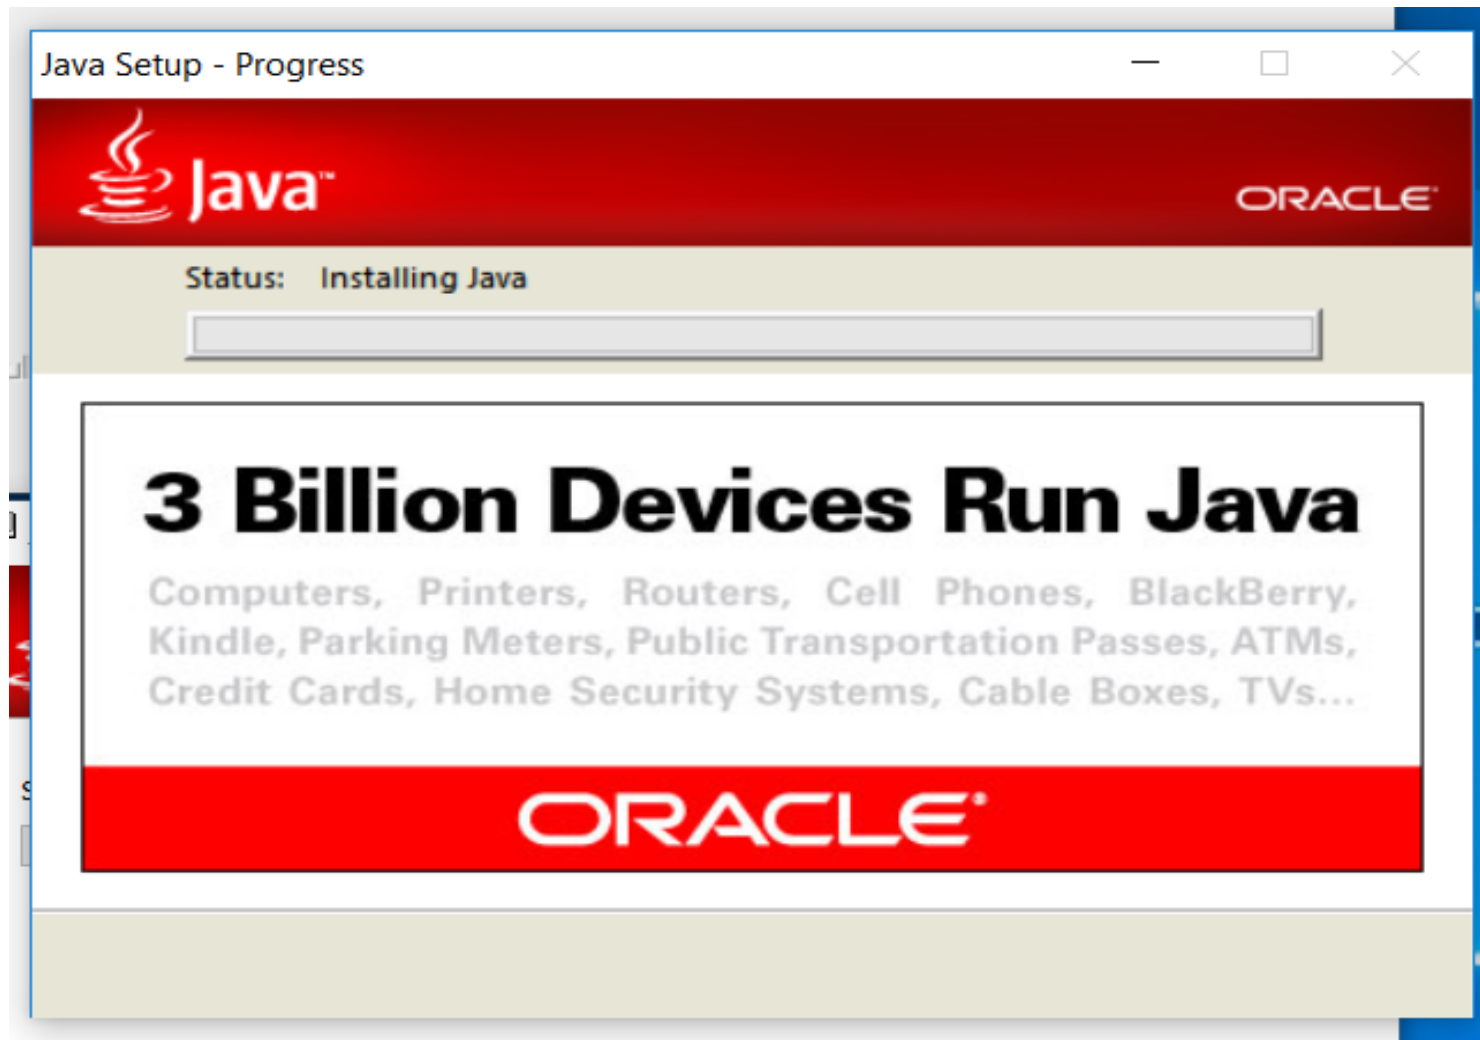 Java Setup - Progress
Java™
ORACLE®
Status: Installing Java
3 Billion Devices Run Java
Computers, Printers, Routers, Cell Phones, BlackBerry,
Kindle, Parking Meters, Public Transportation Passes, ATMs,
Credit Cards, Home Security Systems, Cable Boxes, TVs...
ORACLE®